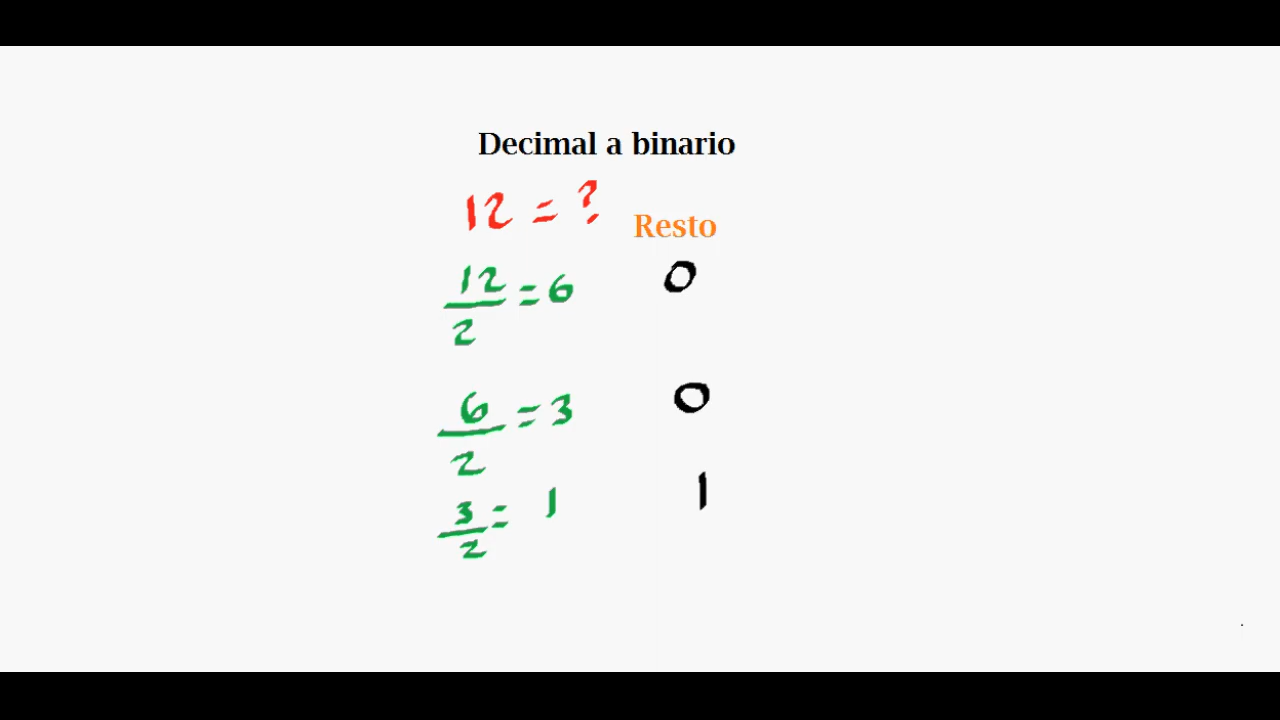 Decimal a binario
12 = ?
Resto
12/2 = 6 0
6/2 = 3 0
3/2 = 1 1